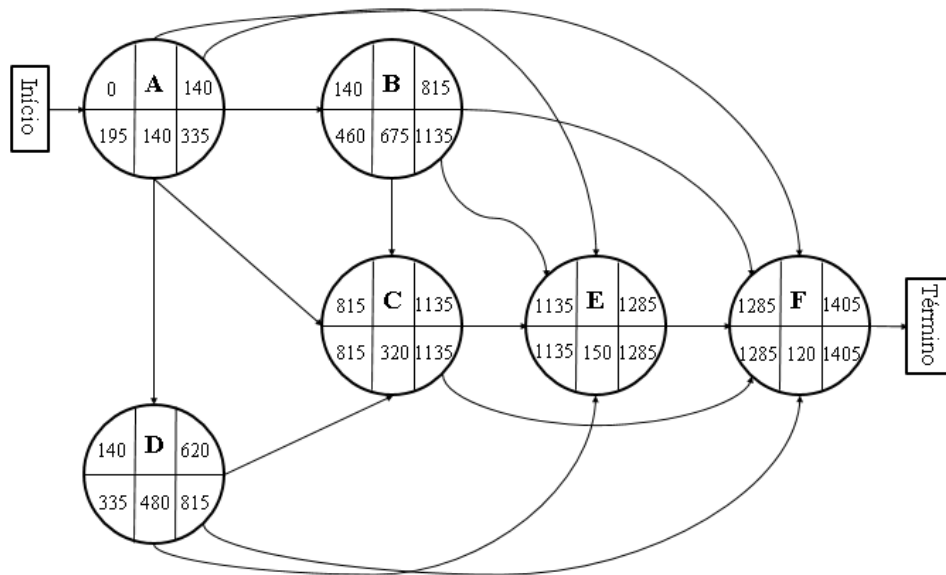 Início
0 A 140
195 140 335
140 B 815
460 675 1135
815 C 1135
815 320 1135
1135 E 1285
1135 150 1285
1285 F 1405
1285 120 1405
Término
140 D 620
335 480 815